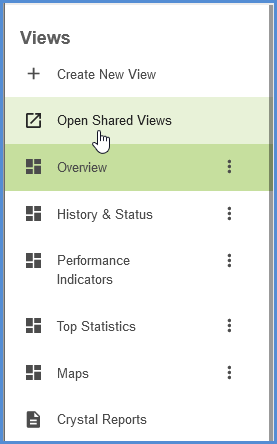 Views
Create New View
Open Shared Views
Overview
History & Status
Performance
Indicators
Top Statistics
Maps
Crystal Reports